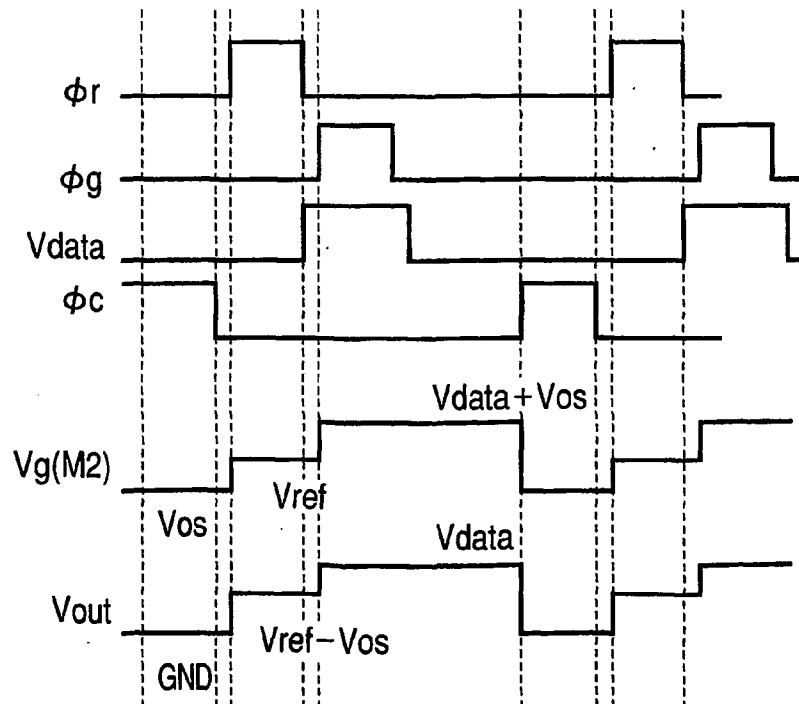 ϕr
ϕg
Vdata
ϕc
Vdata+Vos
Vg(M2)
Vref
Vos
Vdata
Vout
Vref−Vos
GND